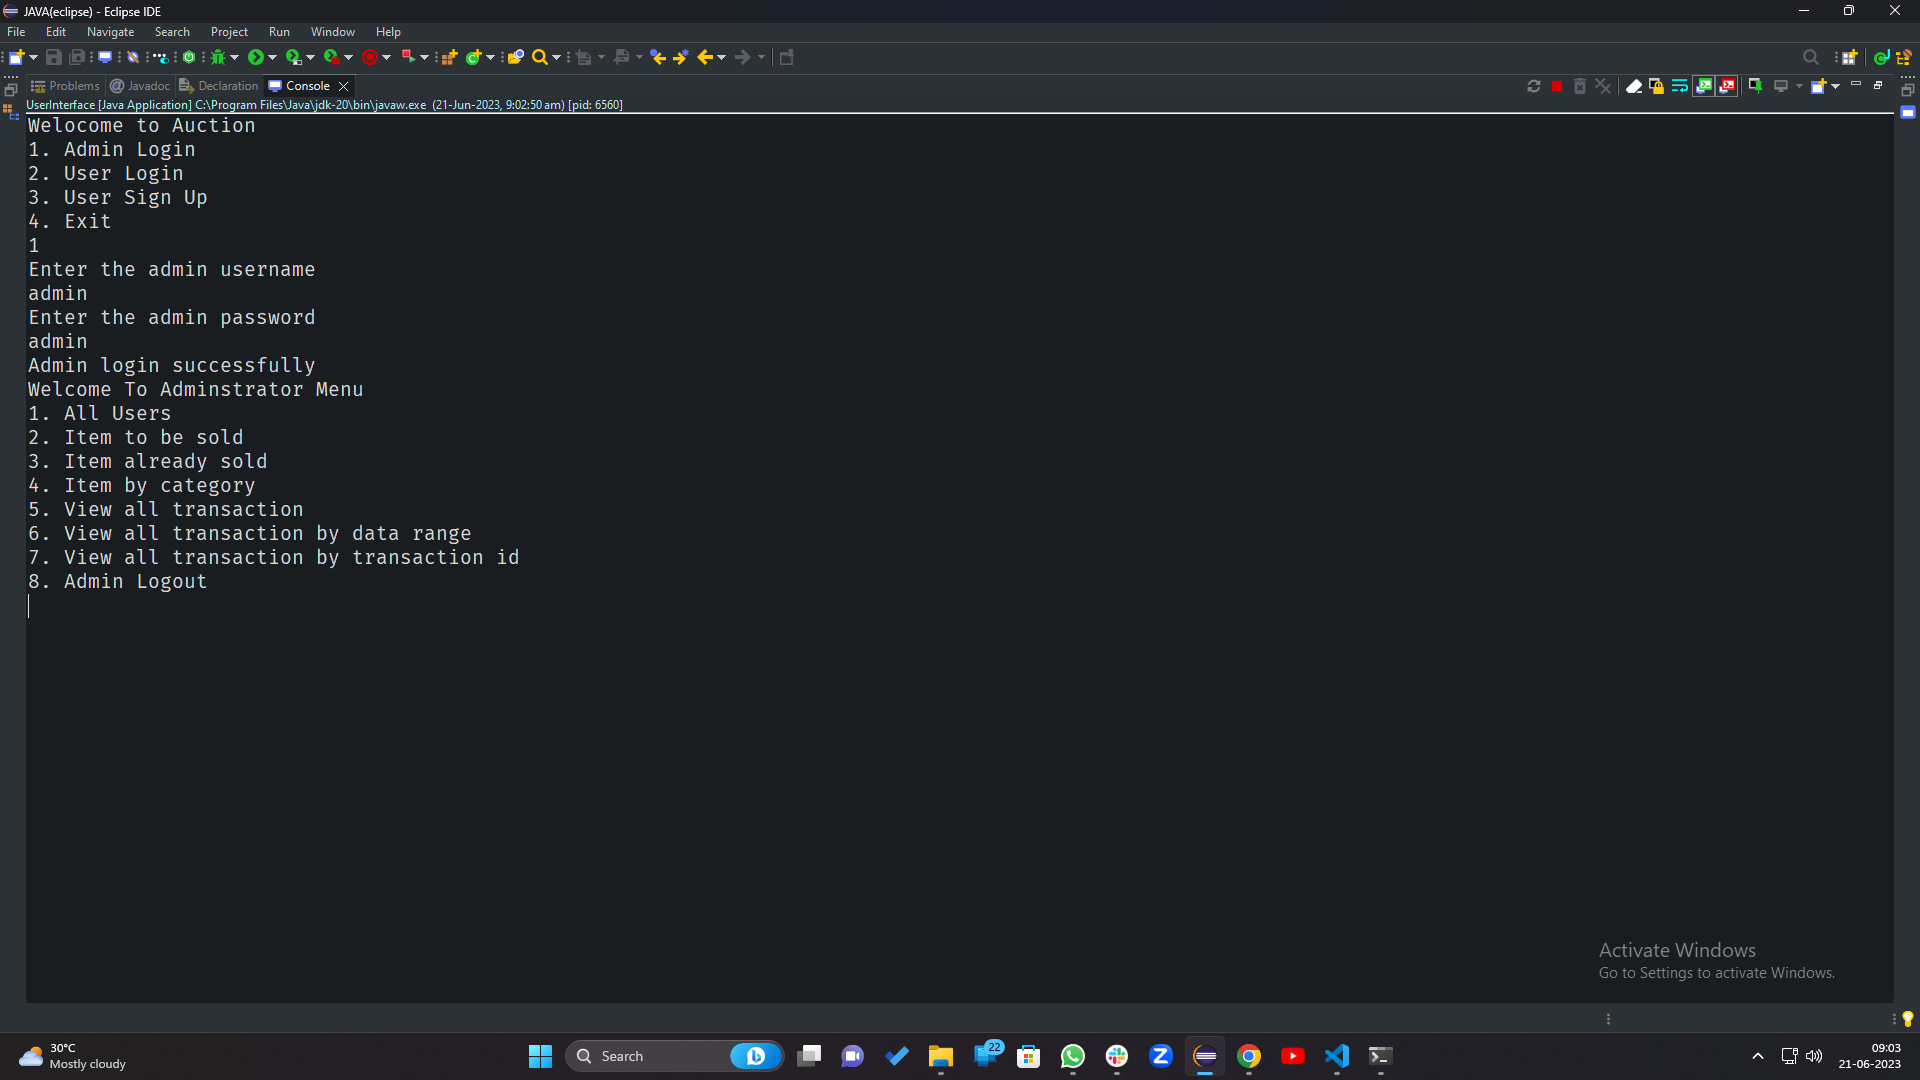 JAVA(eclipse) - Eclipse IDE
File Edit Navigate Search Project Run Window Help
Problems @ Javadoc Declaration Console
UserInterface [Java Application] C:\Program Files\Java\jdk-20\bin\javaw.exe (21-Jun-2023, 9:02:50 am) [pid: 6560]
Welocome to Auction
1. Admin Login
2. User Login
3. User Sign Up
4. Exit
1
Enter the admin username
admin
Enter the admin password
admin
Admin login successfully
Welcome To Adminstrator Menu
1. All Users
2. Item to be sold
3. Item already sold
4. Item by category
5. View all transaction
6. View all transaction by data range
7. View all transaction by transaction id
8. Admin Logout
Activate Windows
Go to Settings to activate Windows.
30°C
Mostly cloudy
Search
22
09:03
21-06-2023